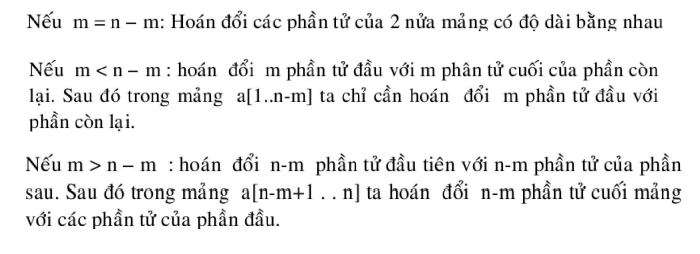 Nếu m = n – m: Hoán đổi các phần tử của 2 nửa mảng có độ dài bằng nhau
Nếu m < n – m : hoán đổi m phần tử đầu với m phân tử cuối của phần còn
lại. Sau đó trong mảng a[1..n-m] ta chỉ cần hoán đổi m phần tử đầu với
phần còn lại.
Nếu m > n – m : hoán đổi n-m phần tử đầu tiên với n-m phần tử của phần
sau. Sau đó trong mảng a[n-m+1 . . n] ta hoán đổi n-m phần tử cuối mảng
với các phần tử của phần đầu.